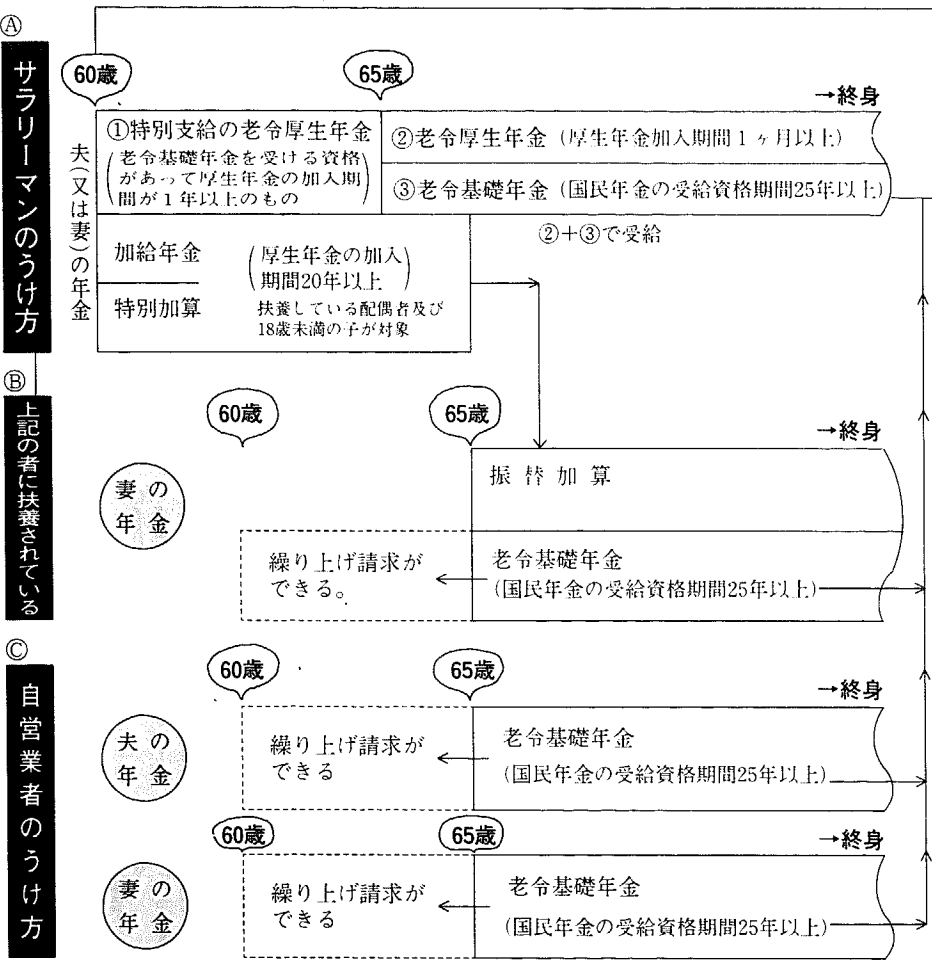 Ⓐ
サラリーマンのうけ方
60歳
65歳
→終身
夫(又は妻)の年金
①特別支給の老令厚生年金
(老令基礎年金を受ける資格
があって厚生年金の加入期
間が1年以上のもの)
②老令厚生年金 (厚生年金加入期間1ヶ月以上)
③老令基礎年金 (国民年金の受給資格期間25年以上)
②+③で受給
加給年金
特別加算
(厚生年金の加入
期間20年以上)
扶養している配偶者及び
18歳未満の子が対象
Ⓑ
上記の者に扶養されている
60歳
65歳
→終身
妻の
年金
振替加算
繰り上げ請求が
できる。
老令基礎年金
(国民年金の受給資格期間25年以上)
Ⓒ
自営業者のうけ方
60歳
65歳
→終身
夫の
年金
繰り上げ請求が
できる
老令基礎年金
(国民年金の受給資格期間25年以上)
60歳
65歳
→終身
妻の
年金
繰り上げ請求が
できる
老令基礎年金
(国民年金の受給資格期間25年以上)